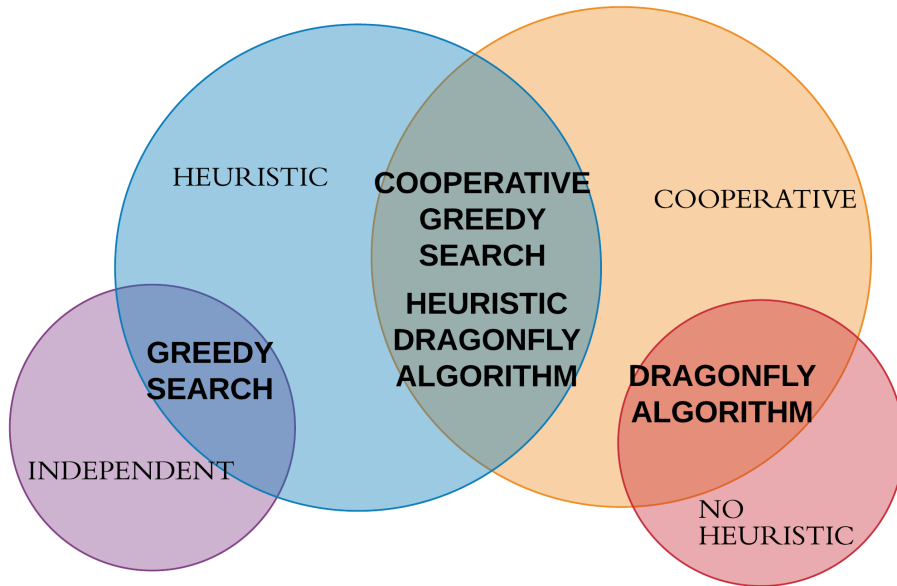 HEURISTIC
COOPERATIVE
GREEDY
SEARCH
HEURISTIC
DRAGONFLY
ALGORITHM
COOPERATIVE
GREEDY
SEARCH
INDEPENDENT
DRAGONFLY
ALGORITHM
NO
HEURISTIC